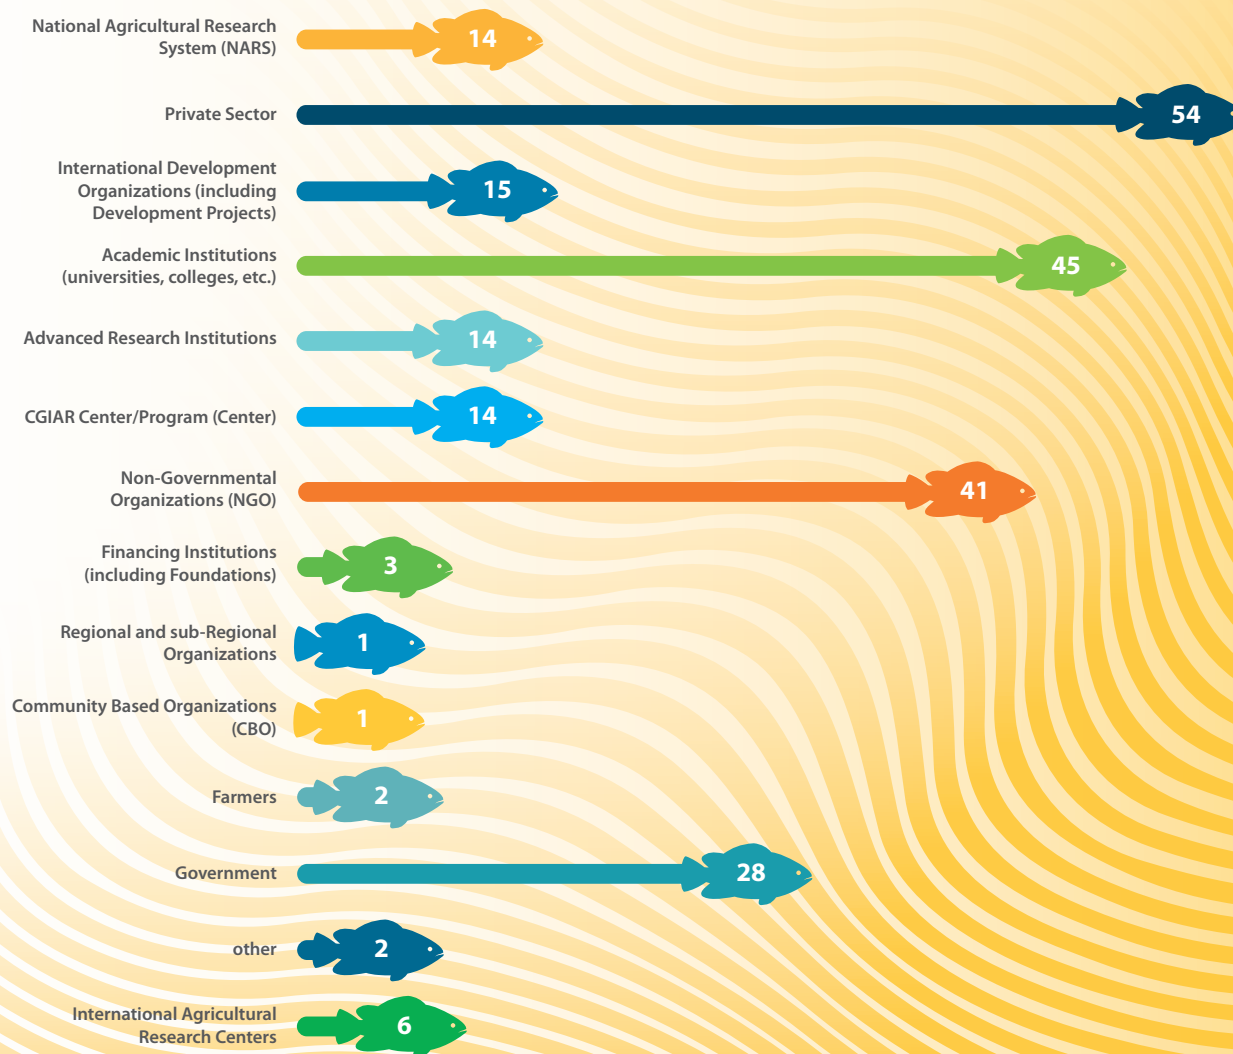 National Agricultural Research
System (NARS)
14
Private Sector
54
International Development
Organizations (including
Development Projects)
15
Academic Institutions
(universities, colleges, etc.)
45
Advanced Research Institutions
14
CGIAR Center/Program (Center)
14
Non-Governmental
Organizations (NGO)
41
Financing Institutions
(including Foundations)
3
Regional and sub-Regional
Organizations
1
Community Based Organizations
(CBO)
1
Farmers
2
Government
28
other
2
International Agricultural
Research Centers
6